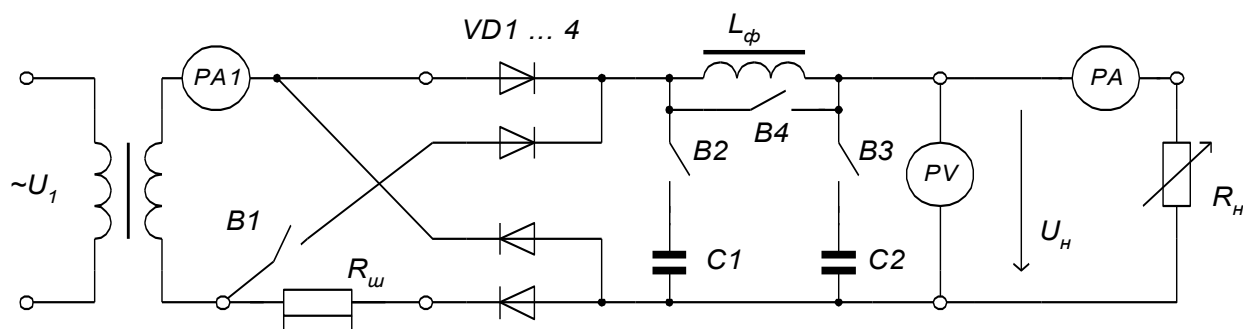 VD1 ... 4
Lф
PA1
PA
B4
B2
B3
~U1
PV
B1
Rн
Uн
C1
C2
Rш